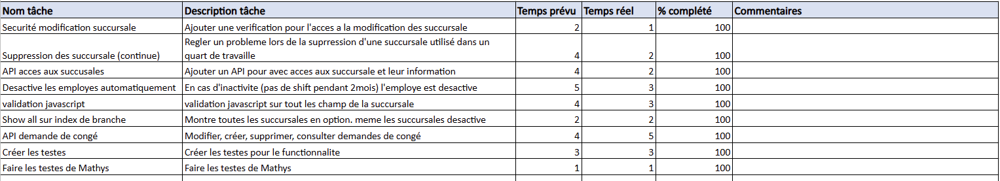 Nom tâche Description tâche Temps prévu Temps réel % complété Commentaires
Securité modification succursale Ajouter une verification pour l'acces a la modification des succursale 2 1 100
Regler un probleme lors de la suprression d'une succursale utilisé dans un
Suppression des succursale (continue) quart de travaille 4 2 100
API acces aux succusales Ajouter un API pour avec acces aux succursale et leur information 4 2 100
Desactive les employes automatiquement En cas d'inactivite (pas de shift pendant 2mois) l'employe est desactive 5 3 100
validation javascript validation javascript sur tout les champ de la succursale 4 3 100
Show all sur index de branche Montre toutes les succursales en option. meme les succursales desactive 2 2 100
API demande de congé Modifier, créer, supprimer, consulter demandes de congé 4 5 100
Créer les testes Créer les testes pour le functionnalite 3 3 100
Faire les testes de Mathys Faire les testes de Mathys 1 1 100